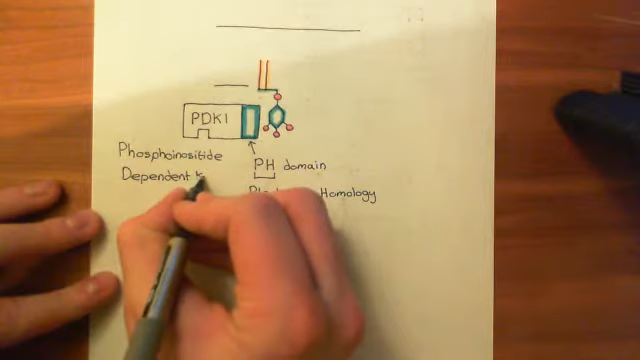 PDK1
Phosphoinositide
Dependent
PH domain
Homology